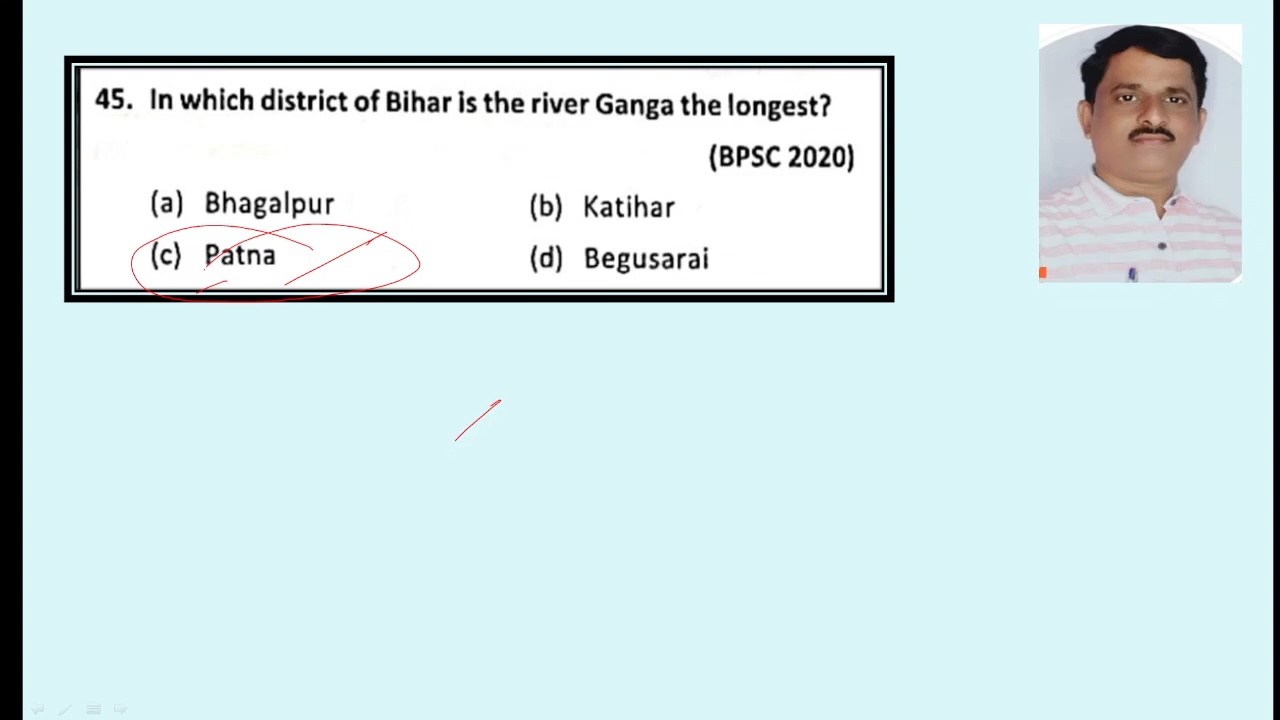 45. In which district of Bihar is the river Ganga the longest?
(BPSC 2020)
(a) Bhagalpur (b) Katihar
(c) Patna (d) Begusarai